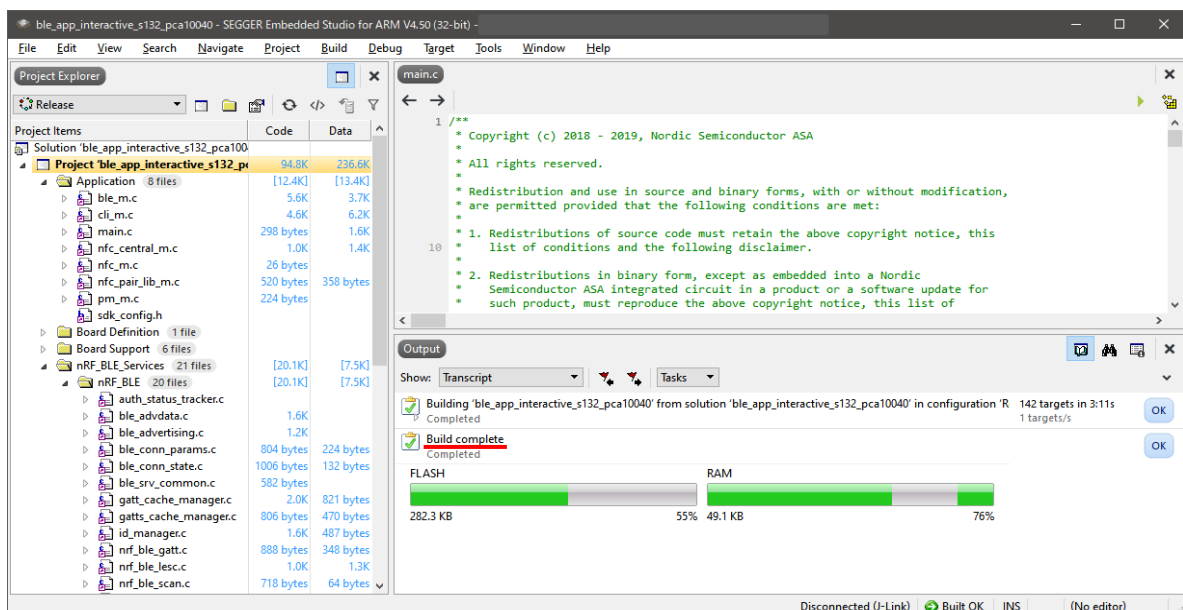 ble_app_interactive_s132_pca10040 - SEGGER Embedded Studio for ARM V4.50 (32-bit) -
File Edit View Search Navigate Project Build Debug Target Tools Window Help
Project Explorer
Release
Project Items Code Data
Solution 'ble_app_interactive_s132_pca100
Project 'ble_app_interactive_s132_p 94.8K 236.6K
Application 8 files [12.4K] [13.4K]
ble_m.c 5.6K 3.7K
cli_m.c 4.6K 6.2K
main.c 298 bytes 1.6K
nfc_central_m.c 1.0K 1.4K
nfc_m.c 26 bytes
nfc_pair_lib_m.c 520 bytes 358 bytes
pm_m.c 224 bytes
sdk_config.h
Board Definition 1 file
Board Support 6 files
nRF_BLE_Services 21 files [20.1K] [7.5K]
nRF_BLE 20 files [20.1K] [7.5K]
auth_status_tracker.c
ble_advdata.c 1.6K
ble_advertising.c 1.2K
ble_conn_params.c 804 bytes 224 bytes
ble_conn_state.c 1006 bytes 132 bytes
ble_srv_common.c 582 bytes
gatt_cache_manager.c 2.0K 821 bytes
gatts_cache_manager.c 806 bytes 470 bytes
id_manager.c 1.6K 487 bytes
nrf_ble_gatt.c 888 bytes 348 bytes
nrf_ble_lesc.c 1.0K 1.3K
nrf_ble_scan.c 718 bytes 64 bytes
main.c
1 /**
* Copyright (c) 2018 - 2019, Nordic Semiconductor ASA
*
* All rights reserved.
*
* Redistribution and use in source and binary forms, with or without modification,
* are permitted provided that the following conditions are met:
*
* 1. Redistributions of source code must retain the above copyright notice, this
10 * list of conditions and the following disclaimer.
*
* 2. Redistributions in binary form, except as embedded into a Nordic
* Semiconductor ASA integrated circuit in a product or a software update for
* such product, must reproduce the above copyright notice, this list of
Output
Show: Transcript Tasks
Building 'ble_app_interactive_s132_pca10040' from solution 'ble_app_interactive_s132_pca10040' in configuration 'R 142 targets in 3:11s
Completed 1 targets/s
OK
Build complete
Completed
OK
FLASH RAM
282.3 KB 55% 49.1 KB 76%
Disconnected (J-Link) Built OK INS (No editor)